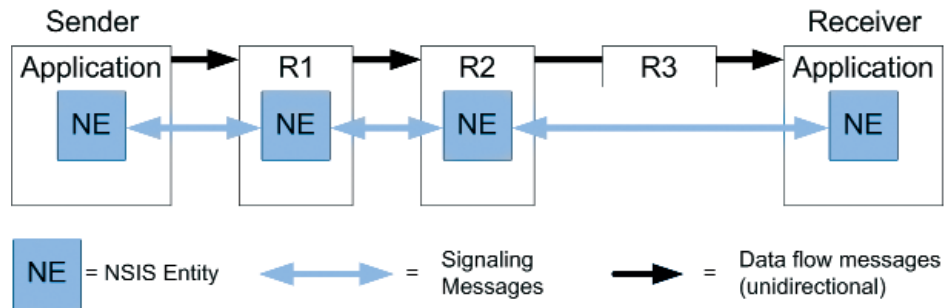 Sender
Receiver
Application
R1
R2
R3
Application
NE
NE
NE
NE
NE
= NSIS Entity
=
Signaling
Messages
=
Data flow messages
(unidirectional)